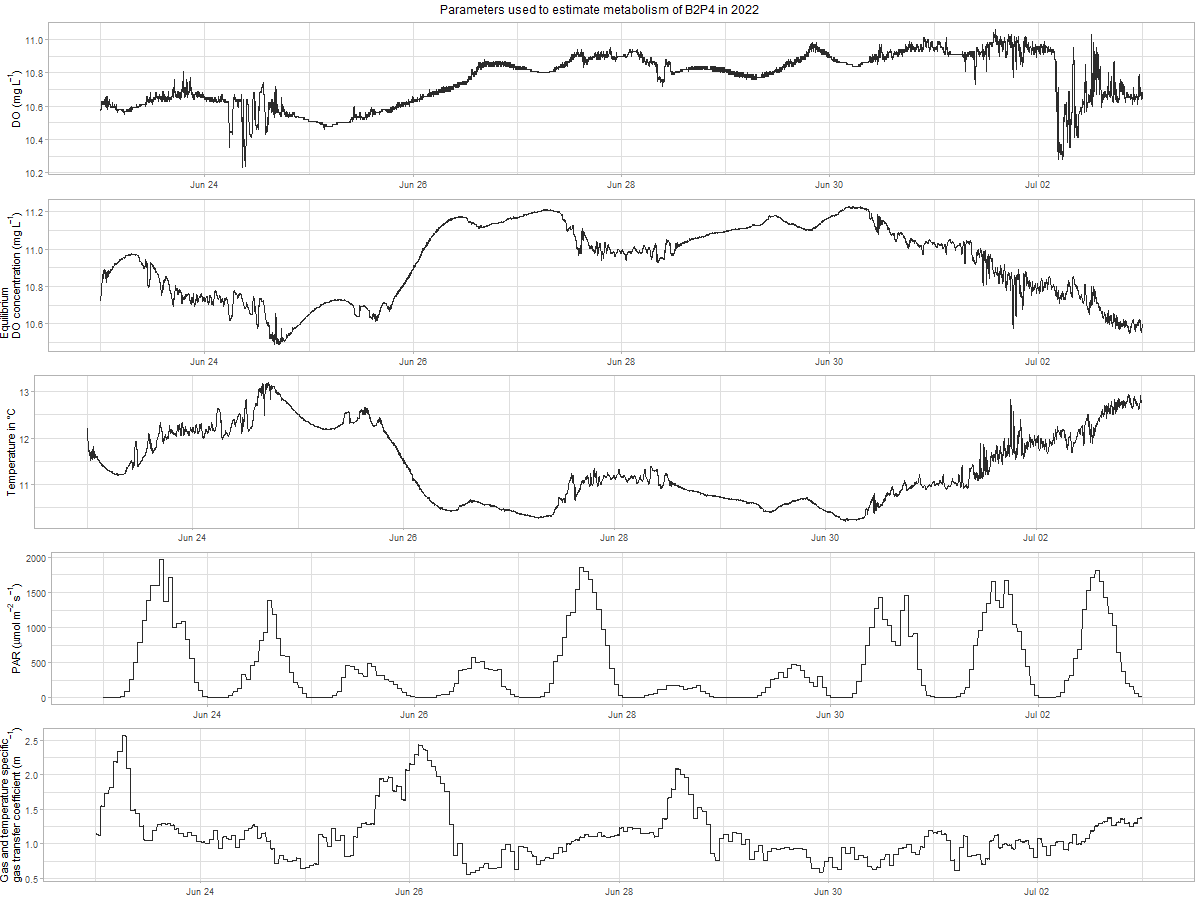 Parameters used to estimate metabolism of B2P4 in 2022
DO (mg L⁻¹)
11.0
10.8
10.6
10.4
10.2
Jun 24 Jun 26 Jun 28 Jun 30 Jul 02
Equilibrium
DO concentration (mg L⁻¹)
11.2
11.0
10.8
10.6
Jun 24 Jun 26 Jun 28 Jun 30 Jul 02
Temperature in °C
13
12
11
Jun 24 Jun 26 Jun 28 Jun 30 Jul 02
PAR (umol m⁻² s⁻¹)
2000
1500
1000
500
0
Jun 24 Jun 26 Jun 28 Jun 30 Jul 02
Gas and temperature specific
gas transfer coefficient (m⁻¹)
2.5
2.0
1.5
1.0
0.5
Jun 24 Jun 26 Jun 28 Jun 30 Jul 02